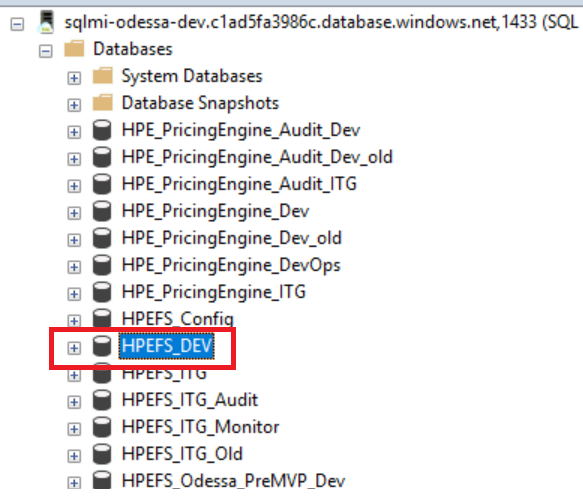 sqlmi-odessa-dev.c1ad5fa3986c.database.windows.net,1433 (SQL
Databases
System Databases
Database Snapshots
HPE_PricingEngine_Audit_Dev
HPE_PricingEngine_Audit_Dev_old
HPE_PricingEngine_Audit_ITG
HPE_PricingEngine_Dev
HPE_PricingEngine_Dev_old
HPE_PricingEngine_DevOps
HPE_PricingEngine_ITG
HPEFS_Config
HPEFS_DEV
HPEFS_ITG
HPEFS_ITG_Audit
HPEFS_ITG_Monitor
HPEFS_ITG_Old
HPEFS_Odessa_PreMVP_Dev